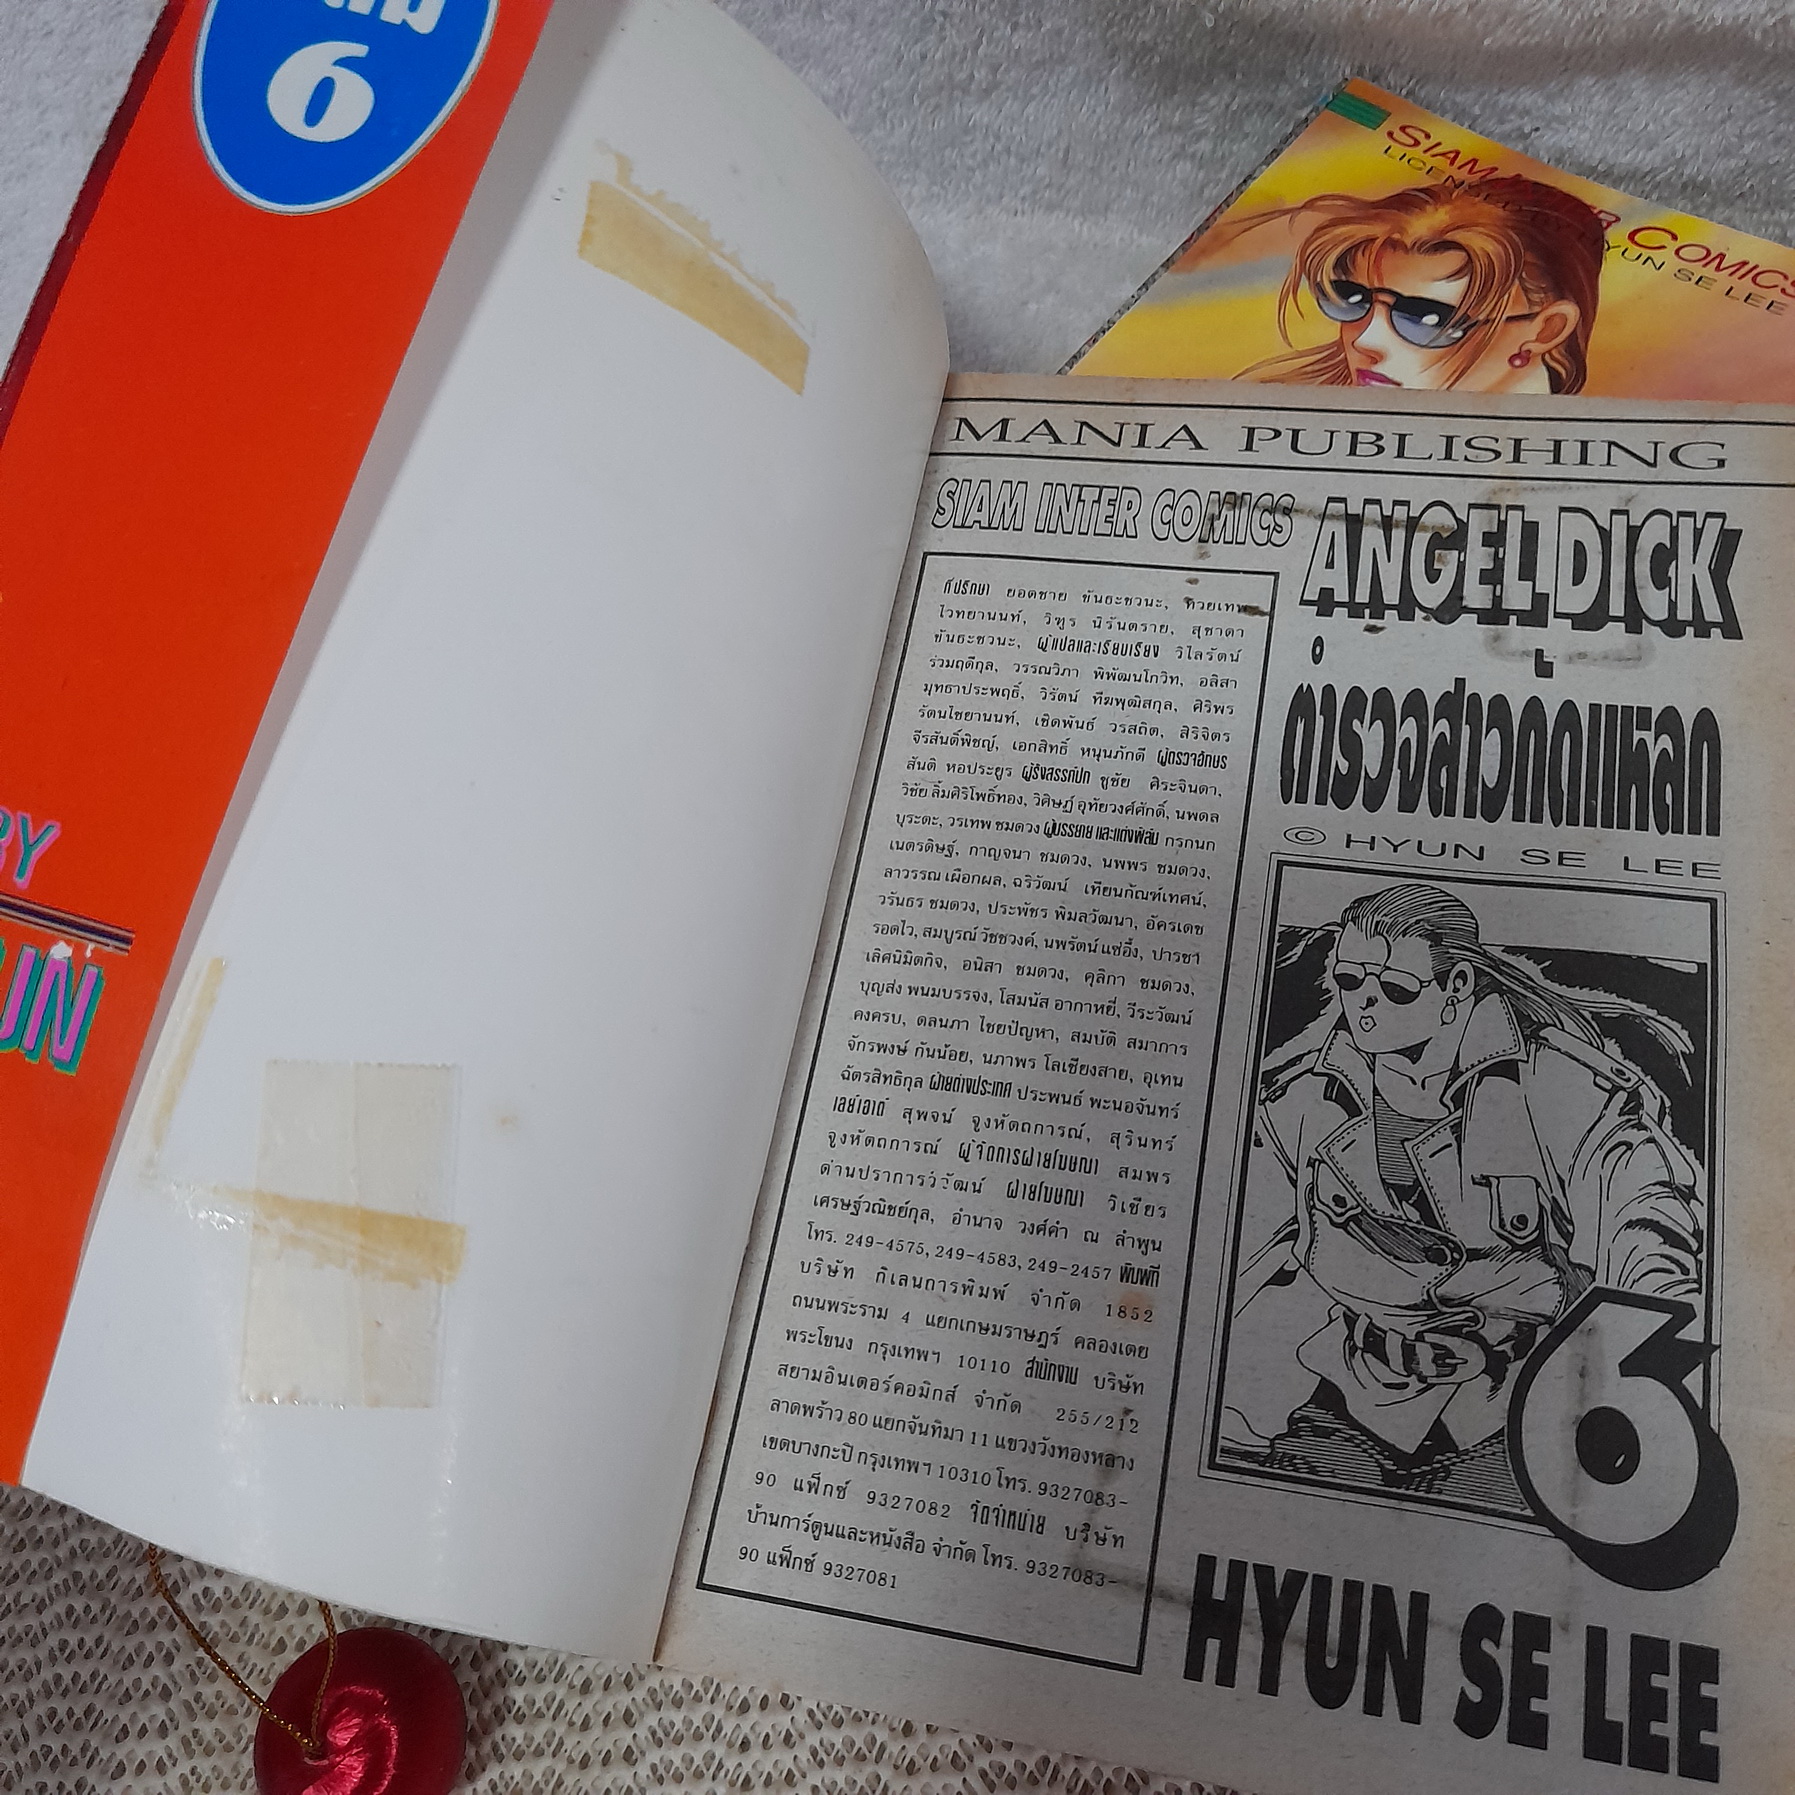 6
BY
SIAM INTER COMICS
LICENSED BY HYUN SE LEE
MANIA PUBLISHING
SIAM INTER COMICS
ANGEL DICK
ตำรวจสาวกัดแหลก
© HYUN SE LEE
6
HYUN SE LEE
ที่ปรึกษา ยอดชาย ขันธะชวนะ, ทวยเทพ
ไวทยานนท์, วิฑูร นิรันตราย, สุชาดา
ขันธะชวนะ, ผู้แปลและเรียบเรียง วิไลรัตน์
ร่วมฤดีกุล, วรรณวิภา พิพัฒนโกวิท, อลิสา
มุทธาประพฤธิ์, วิรัตน์ ทีฆพุฒิสกุล, ศิริพร
รัตนไชยานนท์, เชิดพันธ์ วรสถิต, สิริจิตร
จีรสันติ์พิชญ์, เอกสิทธิ์ หนุนภักดี ผู้ตรวจอักษร
สันติ หอประยูร ผู้รังสรรค์ปก ชูชัย ศิระจินดา,
วิชัย ลิ้มศิริโพธิ์ทอง, วิศิษฎ์ อุทัยวงศ์ศักดิ์, นพดล
บุระตะ, วรเทพ ชมดวง ผู้บรรยาย และแต่งฟิล์ม กรกนก
เนตรดิษฐ์, กาญจนา ชมดวง, นพพร ชมดวง,
ลาวรรณ เผือกผล, ฉริวัฒน์ เทียนกัณฑ์เทศน์,
วรันธร ชมดวง, ประพัชร พิมลวัฒนา, อัครเดช
รอดไว, สมบูรณ์ วัชชวงค์, นพรัตน์ แซ่อึ้ง, ปารชา
เลิศนิมิตกิจ, อนิสา ชมดวง, คุลิกา ชมดวง,
บุญส่ง พนมบรรจง, โสมนัส อากาหยี่, วีระวัฒน์
คงครบ, ดลนภา ไชยปัญหา, สมบัติ สมาการ
จักรพงษ์ กันน้อย, นภาพร โลเชียงสาย, อุเทน
ฉัตรสิทธิกุล ฝ่ายต่างประเทศ ประพนธ์ พะนอจันทร์
เลย์เอาต์ สุพจน์ จูงหัตถการณ์, สุรินทร์
จูงหัตถการณ์ ผู้จัดการฝ่ายโฆษณา สมพร
ด่านปราการวิวัฒน์ ฝ่ายโฆษณา วิเชียร
เศรษฐ์วณิชย์กุล, อำนาจ วงศ์คำ ณ ลำพูน
โทร. 249-4575, 249-4583, 249-2457 พิมพ์ที่
บริษัท กิเลนการพิมพ์ จำกัด 1852
ถนนพระราม 4 แยกเกษมราษฎร์ คลองเตย
พระโขนง กรุงเทพฯ 10110 สำนักงาน บริษัท
สยามอินเตอร์คอมิกส์ จำกัด 255/212
ลาดพร้าว 80 แยกจันทิมา 11 แขวงวังทองหลาง
เขตบางกะปิ กรุงเทพฯ 10310 โทร. 9327083-
90 แฟ็กซ์ 9327082 จัดจำหน่าย บริษัท
บ้านการ์ตูนและหนังสือ จำกัด โทร. 9327083-
90 แฟ็กซ์ 9327081